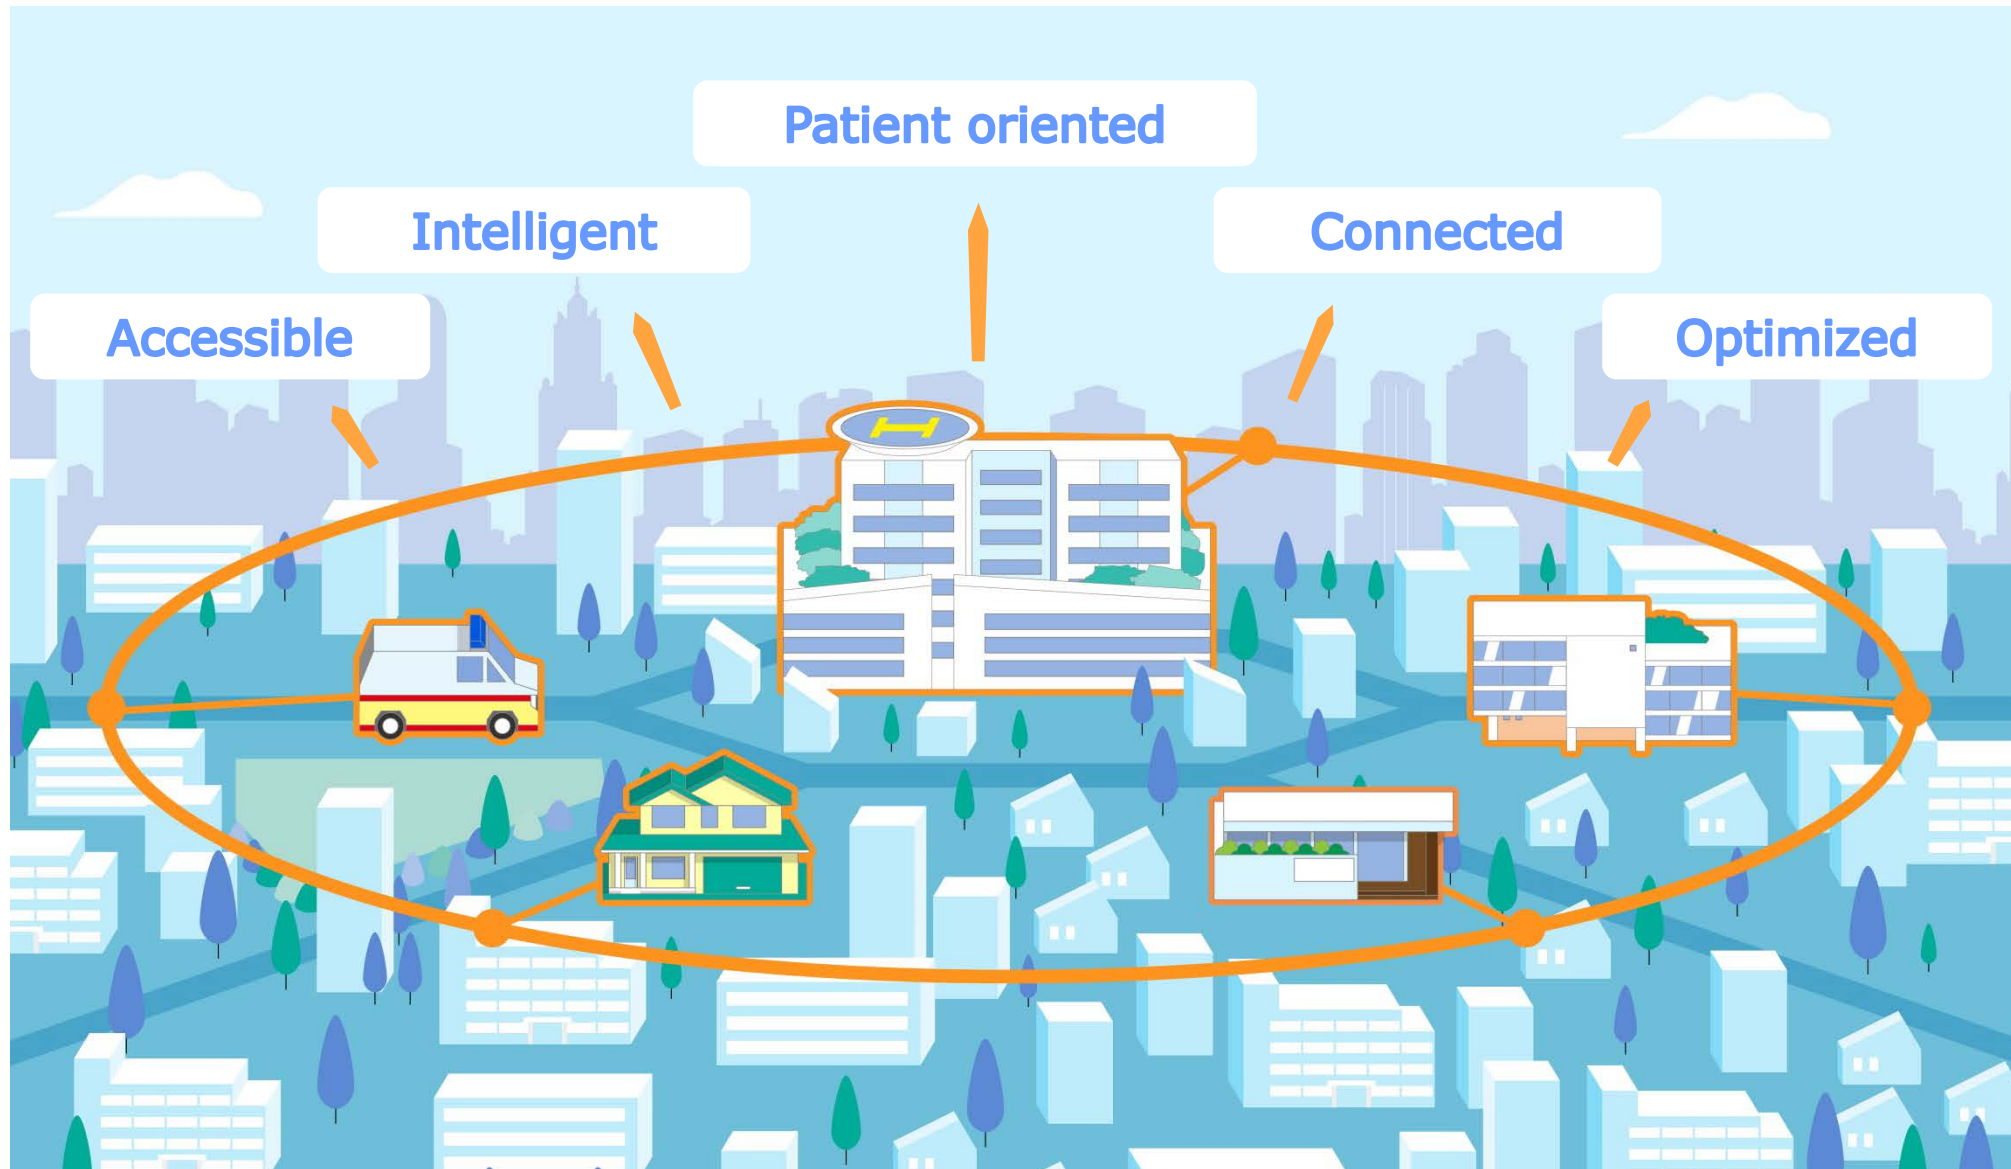 Patient oriented
Intelligent
Connected
Accessible
Optimized